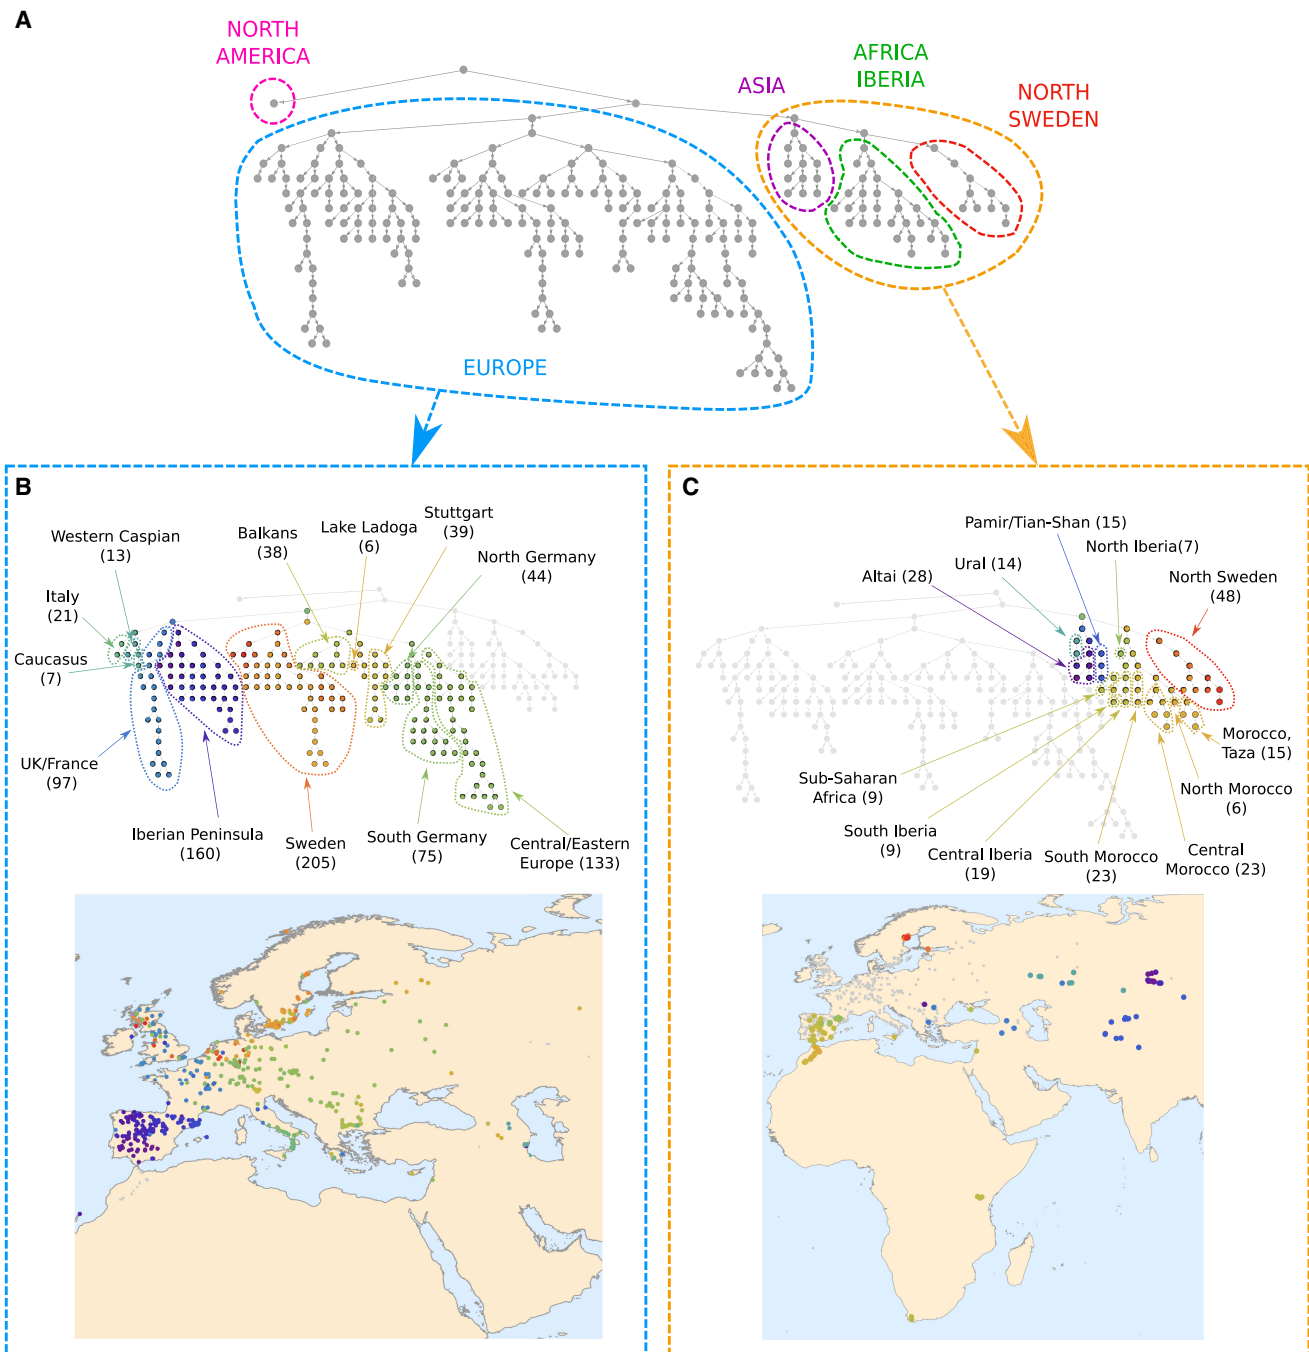 A
NORTH
AMERICA
ASIA
AFRICA
IBERIA
NORTH
SWEDEN
EUROPE
B
Western Caspian
(13)
Balkans
(38)
Lake Ladoga
(6)
Stuttgart
(39)
North Germany
(44)
Italy
(21)
Caucasus
(7)
UK/France
(97)
Iberian Peninsula
(160)
Sweden
(205)
South Germany
(75)
Central/Eastern
Europe (133)
C
Pamir/Tian-Shan (15)
North Iberia(7)
Ural (14)
Altai (28)
North Sweden
(48)
Sub-Saharan
Africa (9)
South Iberia
(9)
Central Iberia
(19)
South Morocco
(23)
Central
Morocco (23)
North Morocco
(6)
Morocco,
Taza (15)